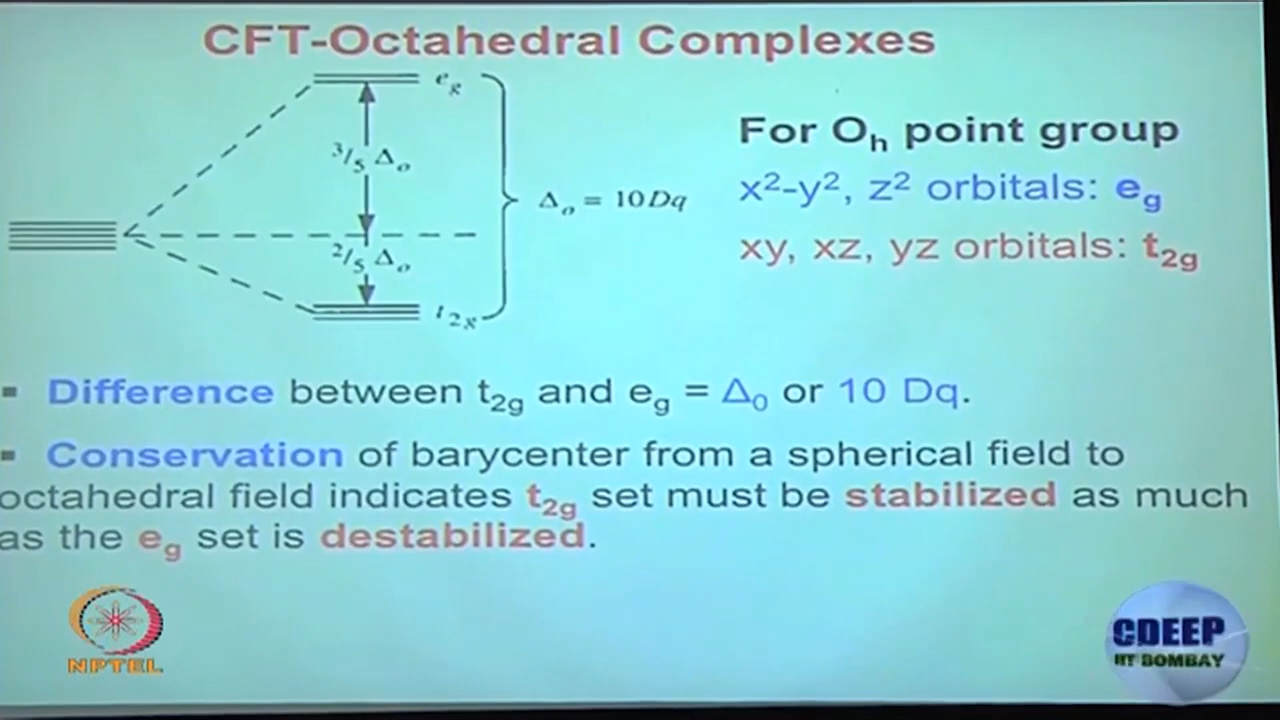 CFT-Octahedral Complexes
e_g
3/5 Δ_o
Δ_o = 10 Dq
2/5 Δ_o
t_2g
For O_h point group
x²-y², z² orbitals: e_g
xy, xz, yz orbitals: t_2g
▪ Difference between t_2g and e_g = Δ_0 or 10 Dq.
▪ Conservation of barycenter from a spherical field to
octahedral field indicates t_2g set must be stabilized as much
as the e_g set is destabilized.
NPTEL
CDEEP
IIT BOMBAY